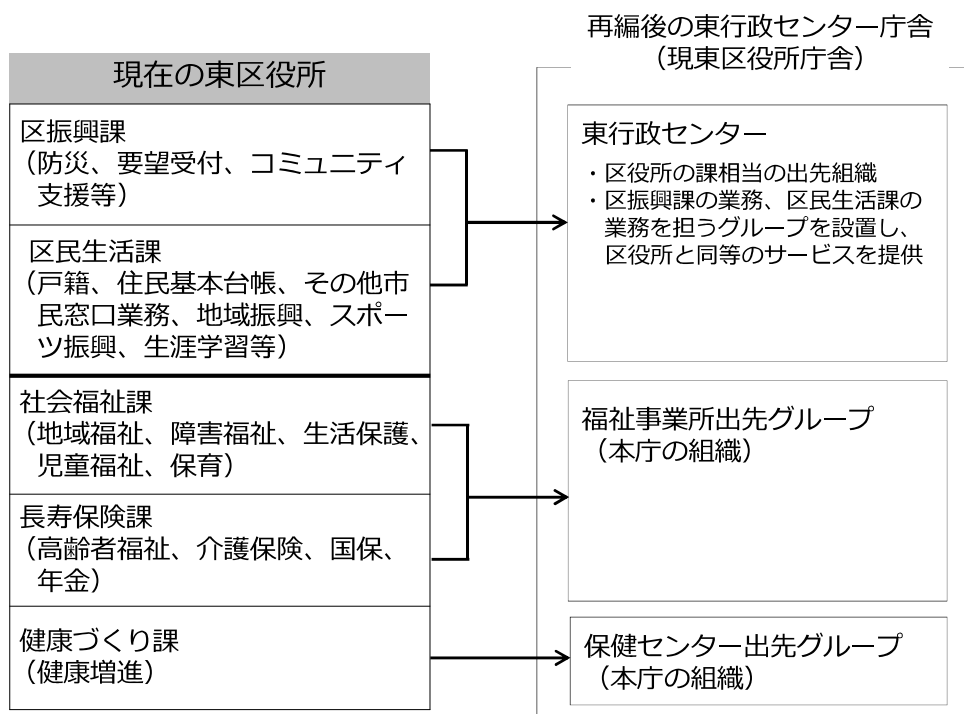 再編後の東行政センター庁舎
（現東区役所庁舎）
現在の東区役所
区振興課
（防災、要望受付、コミュニティ
支援等）
区民生活課
（戸籍、住民基本台帳、その他市
民窓口業務、地域振興、スポー
ツ振興、生涯学習等）
社会福祉課
（地域福祉、障害福祉、生活保護、
児童福祉、保育）
長寿保険課
（高齢者福祉、介護保険、国保、
年金）
健康づくり課
（健康増進）
東行政センター
・区役所の課相当の出先組織
・区振興課の業務、区民生活課の
業務を担うグループを設置し、
区役所と同等のサービスを提供
福祉事業所出先グループ
（本庁の組織）
保健センター出先グループ
（本庁の組織）